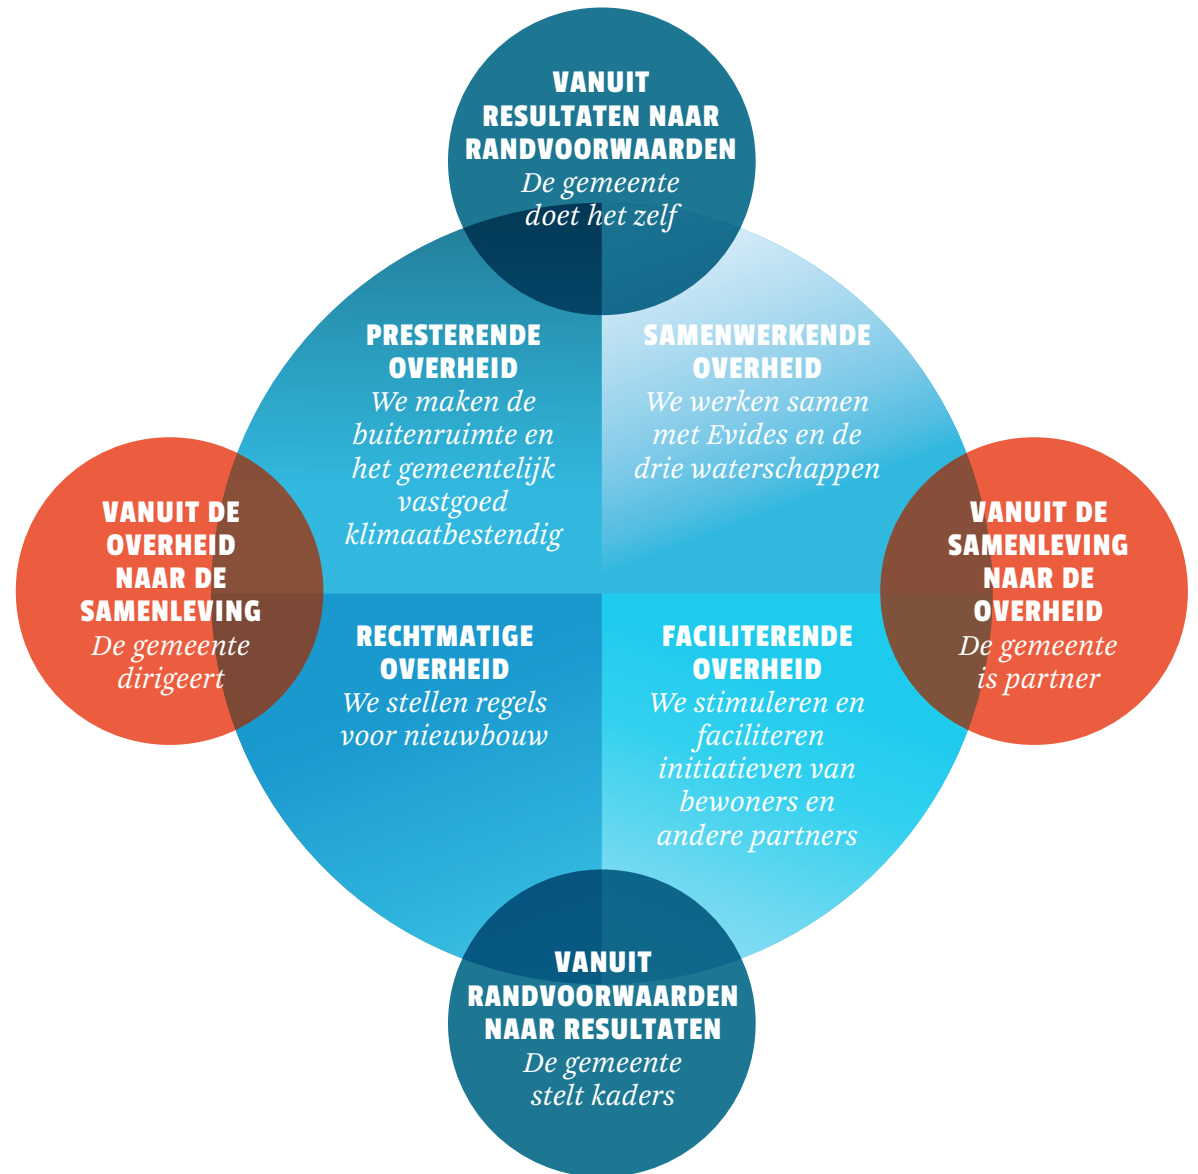 VANUIT
RESULTATEN NAAR
RANDVOORWAARDEN
De gemeente
doet het zelf
PRESTERENDE
OVERHEID
We maken de
buitenruimte en
het gemeentelijk
vastgoed
klimaatbestendig
SAMENWERKENDE
OVERHEID
We werken samen
met Evides en de
drie waterschappen
VANUIT DE
OVERHEID
NAAR DE
SAMENLEVING
De gemeente
dirigeert
VANUIT DE
SAMENLEVING
NAAR DE
OVERHEID
De gemeente
is partner
RECHTMATIGE
OVERHEID
We stellen regels
voor nieuwbouw
FACILITERENDE
OVERHEID
We stimuleren en
faciliteren
initiatieven van
bewoners en
andere partners
VANUIT
RANDVOORWAARDEN
NAAR RESULTATEN
De gemeente
stelt kaders